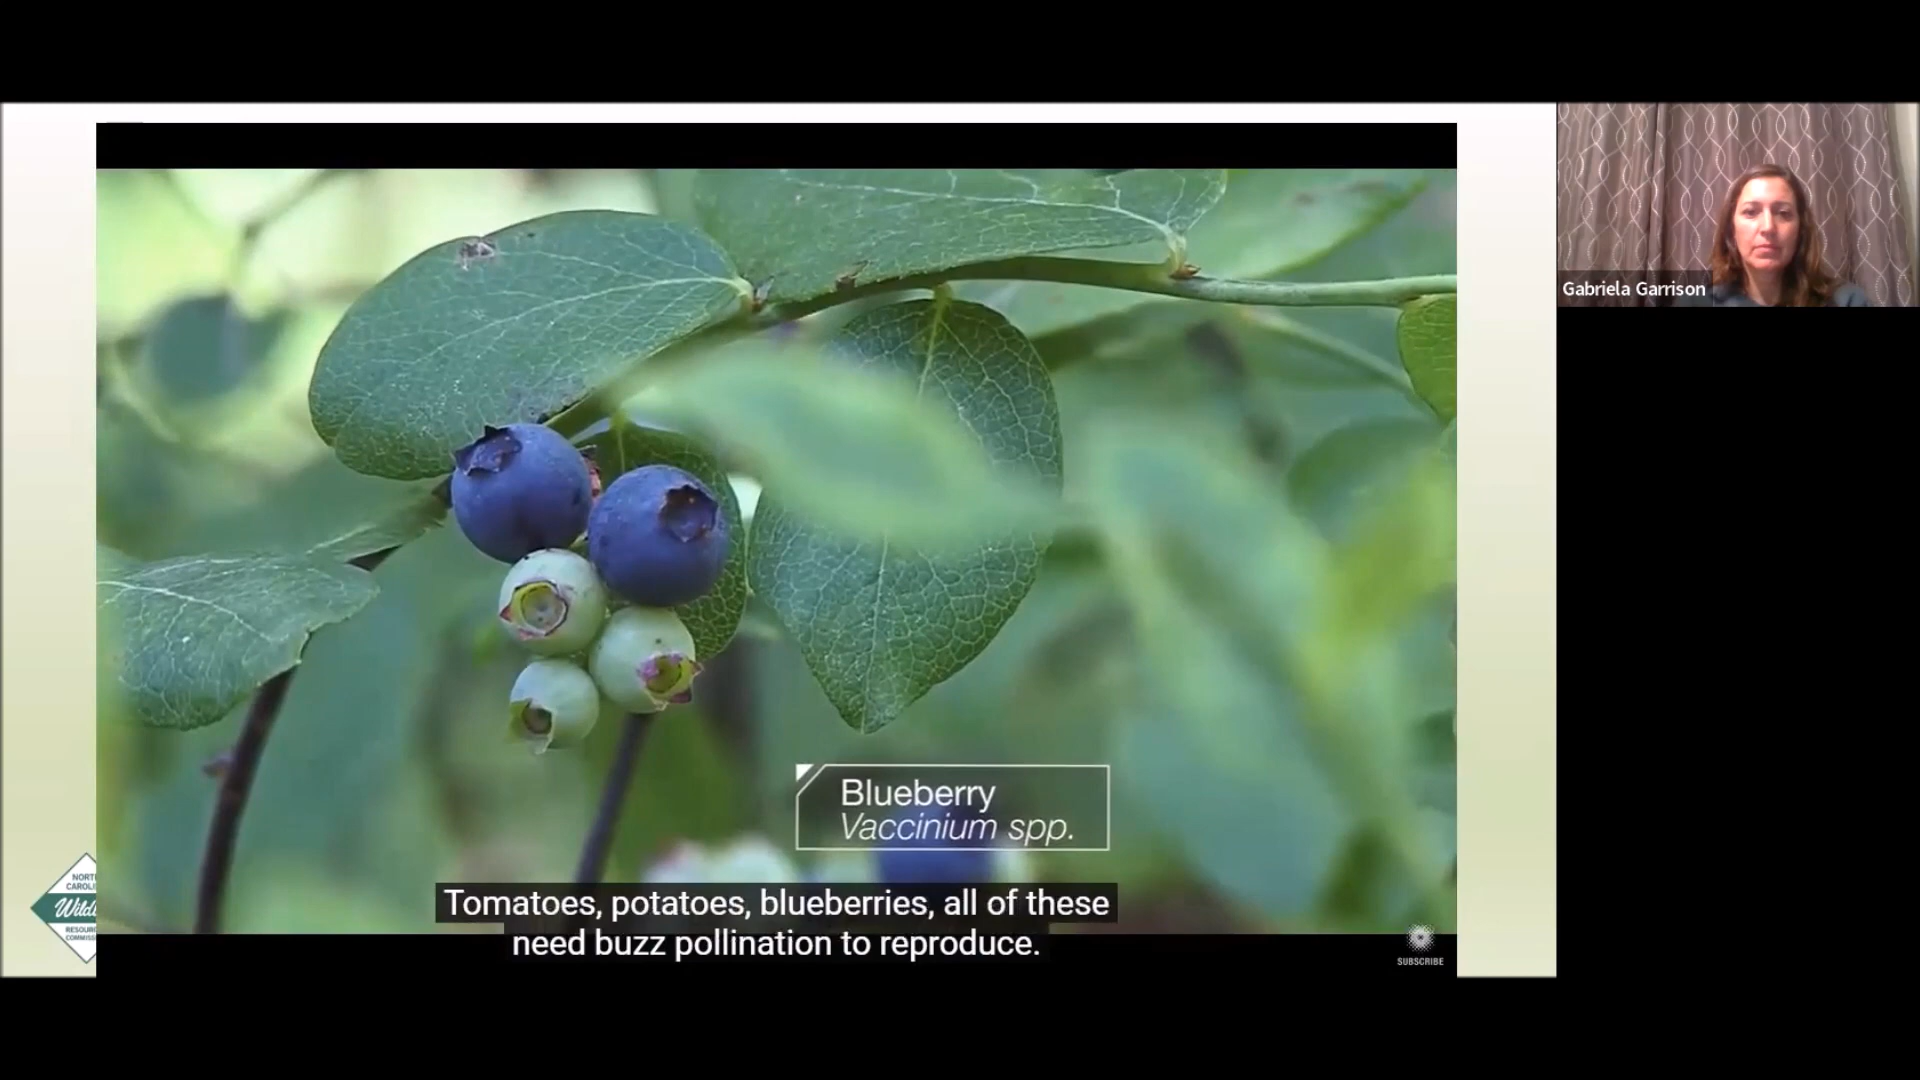 Gabriela Garrison
Blueberry
Vaccinium spp.
Tomatoes, potatoes, blueberries, all of these
need buzz pollination to reproduce.
SUBSCRIBE